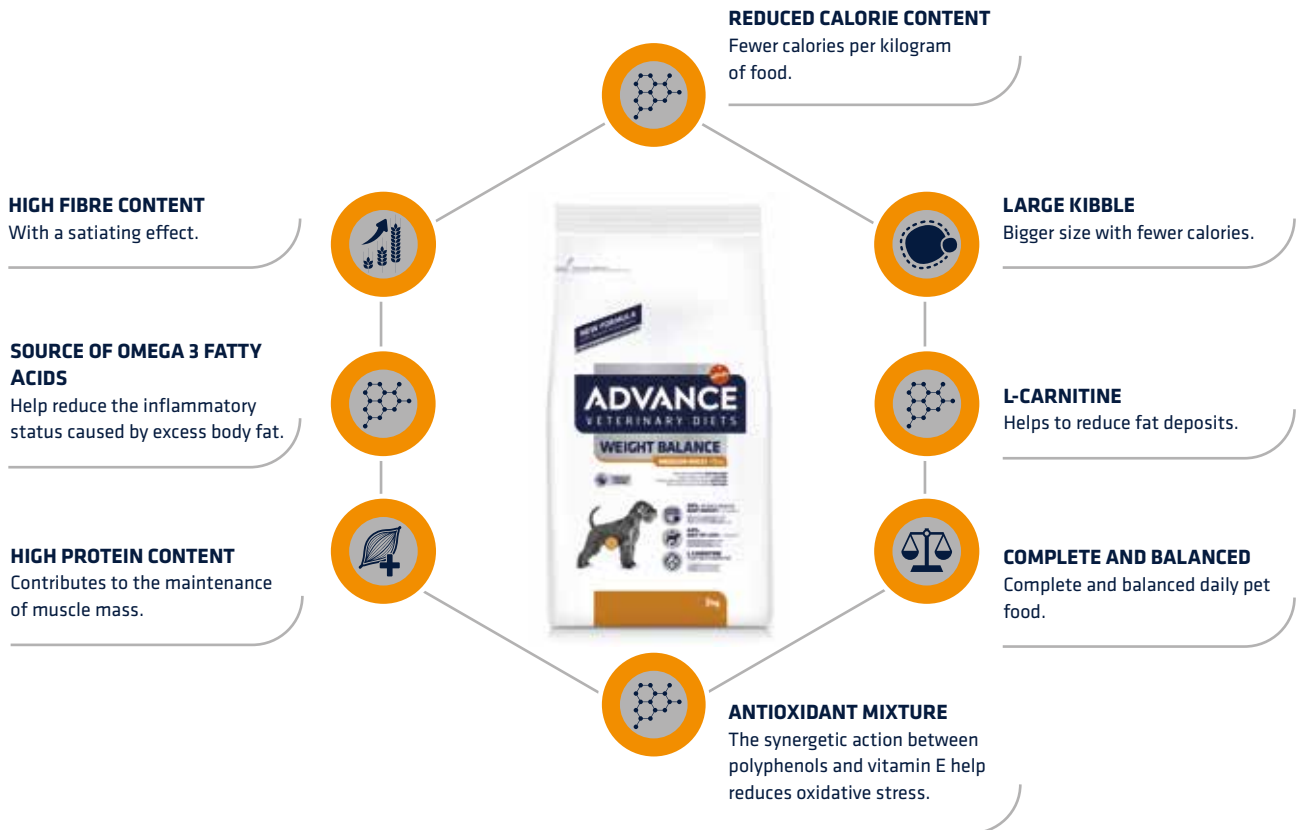 REDUCED CALORIE CONTENT
Fewer calories per kilogram
of food.
HIGH FIBRE CONTENT
With a satiating effect.
LARGE KIBBLE
Bigger size with fewer calories.
SOURCE OF OMEGA 3 FATTY
ACIDS
Help reduce the inflammatory
status caused by excess body fat.
L-CARNITINE
Helps to reduce fat deposits.
HIGH PROTEIN CONTENT
Contributes to the maintenance
of muscle mass.
COMPLETE AND BALANCED
Complete and balanced daily pet
food.
ANTIOXIDANT MIXTURE
The synergetic action between
polyphenols and vitamin E help
reduces oxidative stress.
NEW FORMULA
ADVANCE
VETERINARY DIETS
WEIGHT BALANCE
L-CARNITINE
3kg